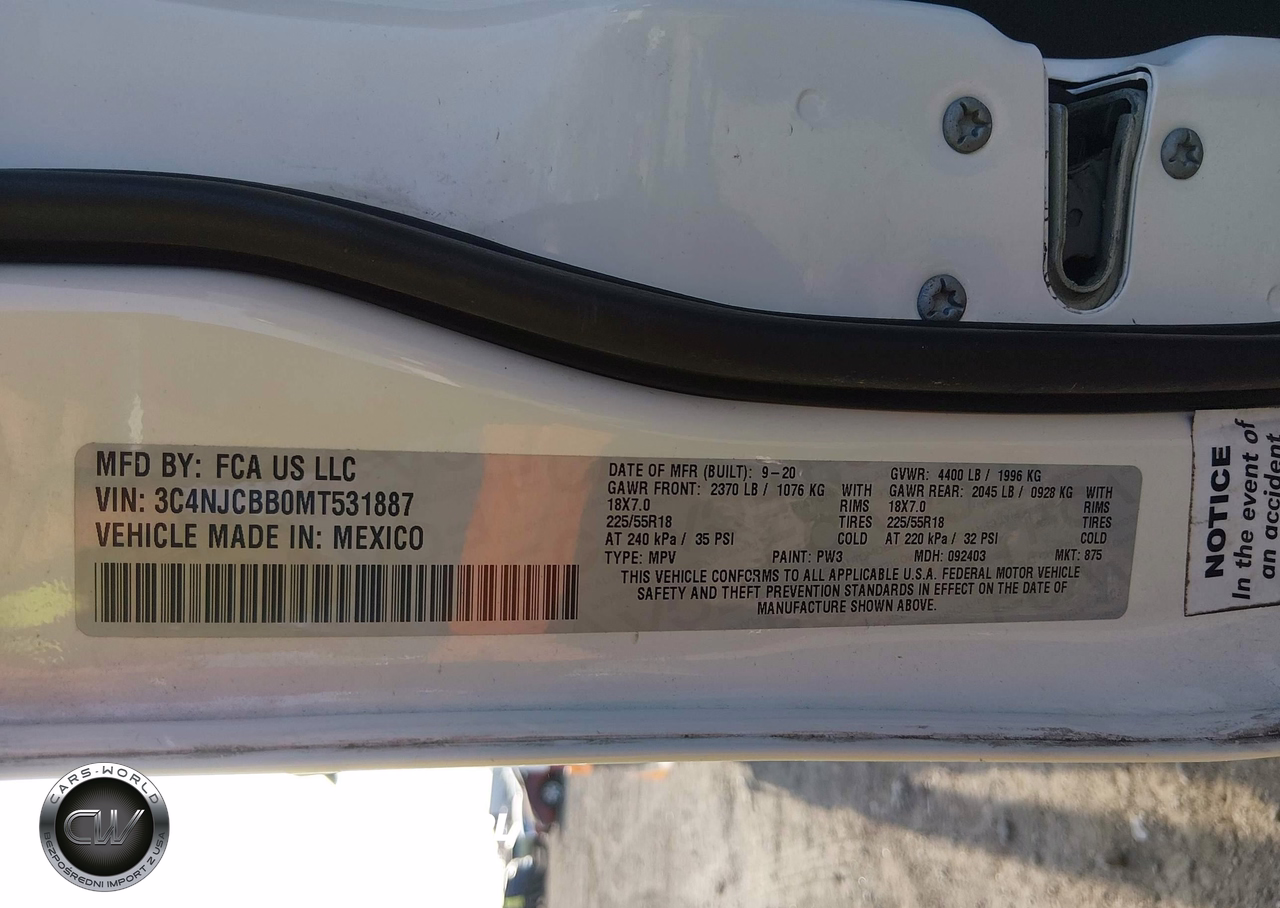 MFD BY: FCA US LLC
VIN: 3C4NJCBB0MT531887
VEHICLE MADE IN: MEXICO
DATE OF MFR (BUILT): 9-20 GVWR: 4400 LB / 1996 KG
GAWR FRONT: 2370 LB / 1076 KG WITH GAWR REAR: 2045 LB / 0928 KG WITH
18X7.0 RIMS 18X7.0 RIMS
225/55R18 TIRES 225/55R18 TIRES
AT 240 kPa / 35 PSI COLD AT 220 kPa / 32 PSI COLD
TYPE: MPV PAINT: PW3 MDH: 092403 MKT: 875
THIS VEHICLE CONFORMS TO ALL APPLICABLE U.S.A. FEDERAL MOTOR VEHICLE
SAFETY AND THEFT PREVENTION STANDARDS IN EFFECT ON THE DATE OF
MANUFACTURE SHOWN ABOVE.
NOTICE
In the event of
an accident
CARS-WORLD
CW
BEZPOŚREDNI IMPORT Z USA